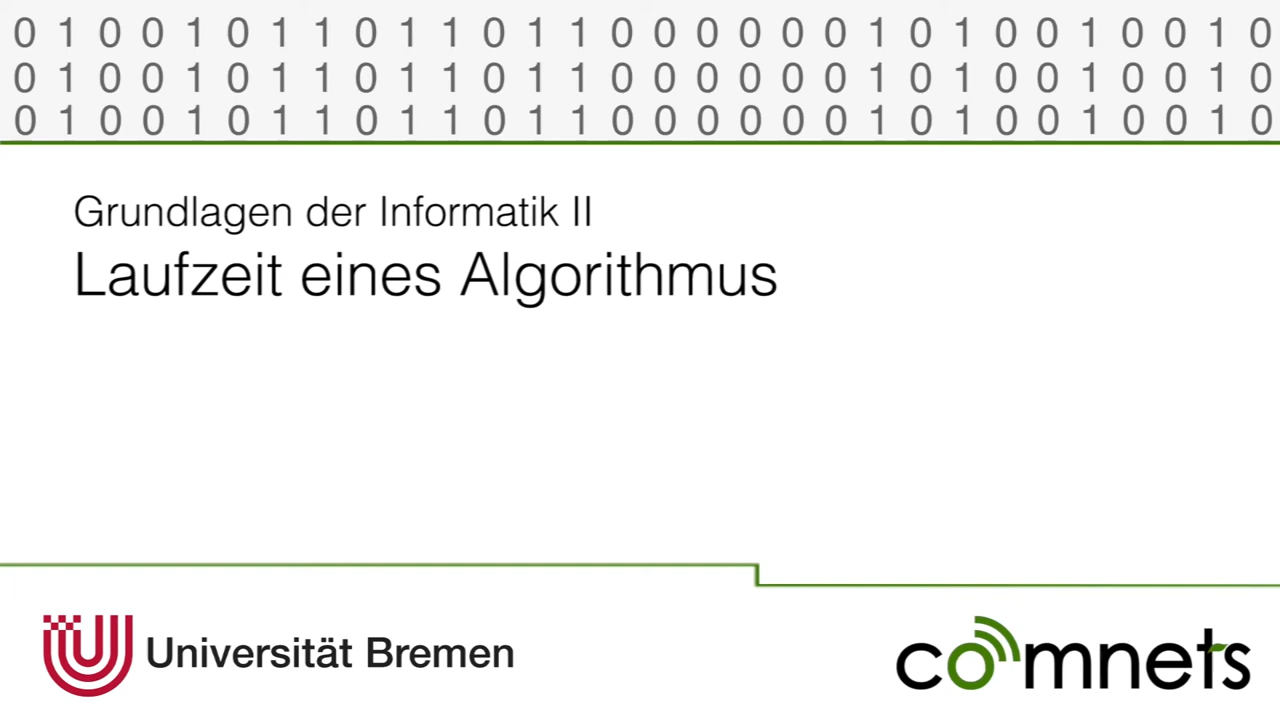 0 1 0 0 1 0 1 1 0 1 1 0 1 1 0 0 0 0 0 0 1 0 1 0 0 1 0 0 1 0
0 1 0 0 1 0 1 1 0 1 1 0 1 1 0 0 0 0 0 0 1 0 1 0 0 1 0 0 1 0
0 1 0 0 1 0 1 1 0 1 1 0 1 1 0 0 0 0 0 0 1 0 1 0 0 1 0 0 1 0
Grundlagen der Informatik II
Laufzeit eines Algorithmus
Universität Bremen
comnets